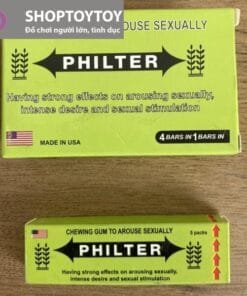 SHOPTOYTOY
Đồ chơi người lớn, tình dục
AROUSE SEXUALLY
PHILTER
Having strong effects on arousing sexually,
intense desire and sexual stimulation
MADE IN USA
4 BARS IN 1 BARS IN
CHEWING GUM TO AROUSE SEXUALLY
5 packs
PHILTER
Having strong effects on arousing sexually,
intense desire and sexual stimulation